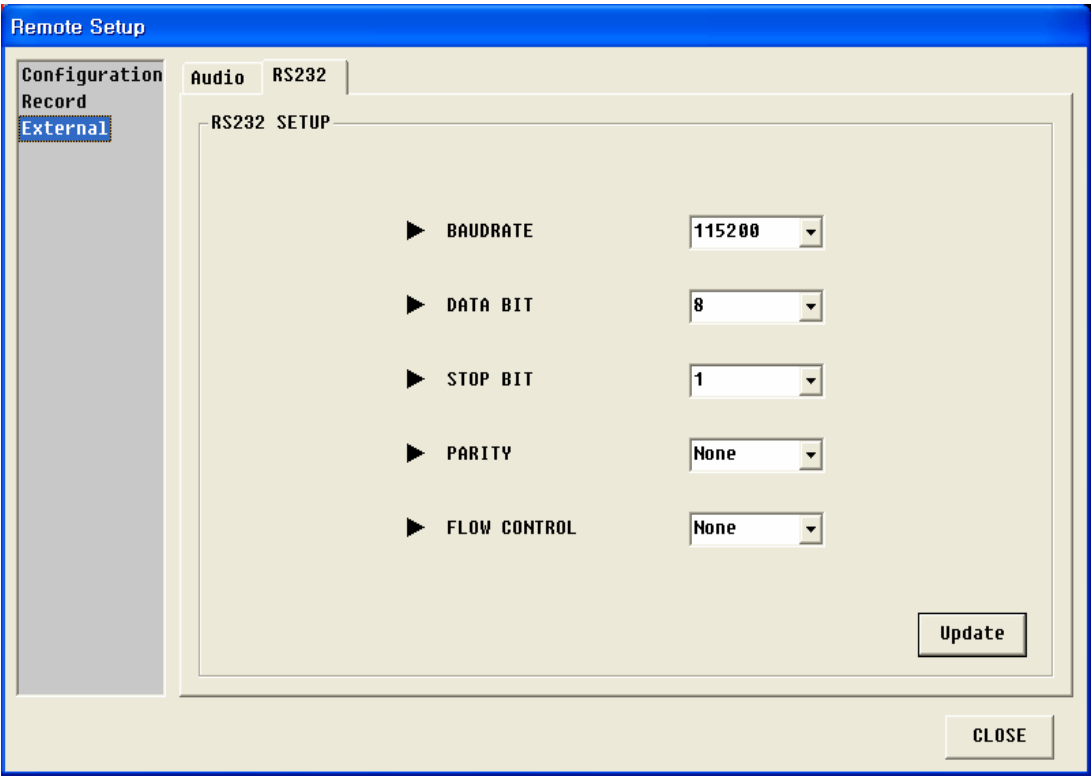 Remote Setup
Configuration
Record
External
Audio RS232
RS232 SETUP
BAUDRATE 115200
DATA BIT 8
STOP BIT 1
PARITY None
FLOW CONTROL None
Update
CLOSE